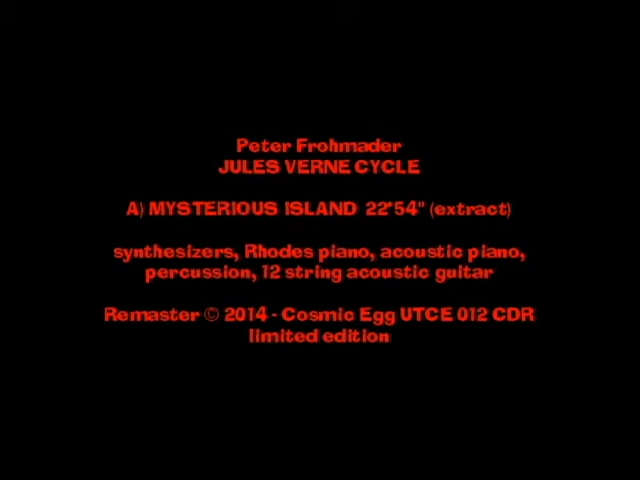 Peter Frohmader
JULES VERNE CYCLE
A) MYSTERIOUS ISLAND 22'54" (extract)
synthesizers, Rhodes piano, acoustic piano,
percussion, 12 string acoustic guitar
Remaster © 2014 - Cosmic Egg UTCE 012 CDR
limited edition